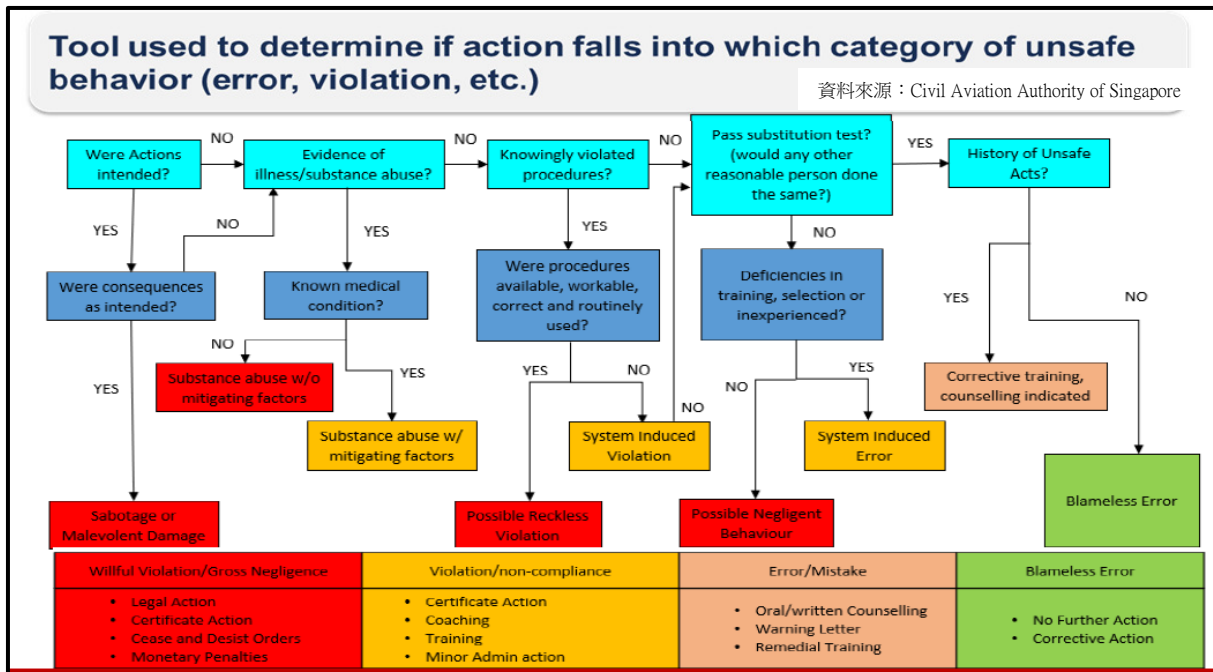 Tool used to determine if action falls into which category of unsafe
behavior (error, violation, etc.)
資料來源：Civil Aviation Authority of Singapore
Were Actions
intended?
NO
Evidence of
illness/substance abuse?
NO
Knowingly violated
procedures?
NO
Pass substitution test?
(would any other
reasonable person done
the same?)
YES
History of Unsafe
Acts?
YES
NO
YES
YES
NO
Were consequences
as intended?
Known medical
condition?
Were procedures
available, workable,
correct and routinely
used?
Deficiencies in
training, selection or
inexperienced?
YES
NO
NO
YES
YES
YES
NO
NO
NO
YES
Substance abuse w/o
mitigating factors
Corrective training,
counselling indicated
Substance abuse w/
mitigating factors
System Induced
Violation
System Induced
Error
Sabotage or
Malevolent Damage
Possible Reckless
Violation
Possible Negligent
Behaviour
Blameless Error
Willful Violation/Gross Negligence
• Legal Action
• Certificate Action
• Cease and Desist Orders
• Monetary Penalties
Violation/non-compliance
• Certificate Action
• Coaching
• Training
• Minor Admin action
Error/Mistake
• Oral/written Counselling
• Warning Letter
• Remedial Training
Blameless Error
• No Further Action
• Corrective Action